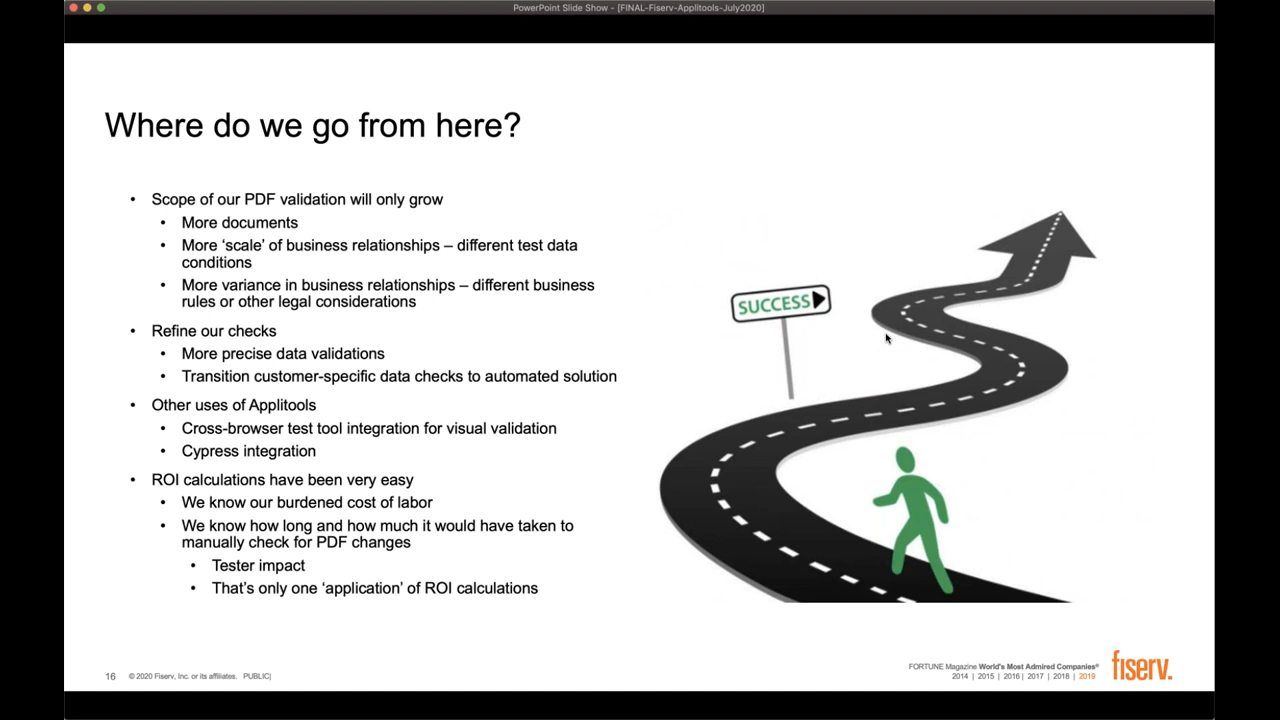 PowerPoint Slide Show - [FINAL-Fiserv-Applitools-July2020]
Where do we go from here?
• Scope of our PDF validation will only grow
• More documents
• More ‘scale’ of business relationships – different test data
conditions
• More variance in business relationships – different business
rules or other legal considerations
• Refine our checks
• More precise data validations
• Transition customer-specific data checks to automated solution
• Other uses of Applitools
• Cross-browser test tool integration for visual validation
• Cypress integration
• ROI calculations have been very easy
• We know our burdened cost of labor
• We know how long and how much it would have taken to
manually check for PDF changes
• Tester impact
• That’s only one ‘application’ of ROI calculations
SUCCESS
16 © 2020 Fiserv, Inc. or its affiliates. PUBLIC|
FORTUNE Magazine World's Most Admired Companies®
2014 | 2015 | 2016 | 2017 | 2018 | 2019
fiserv.